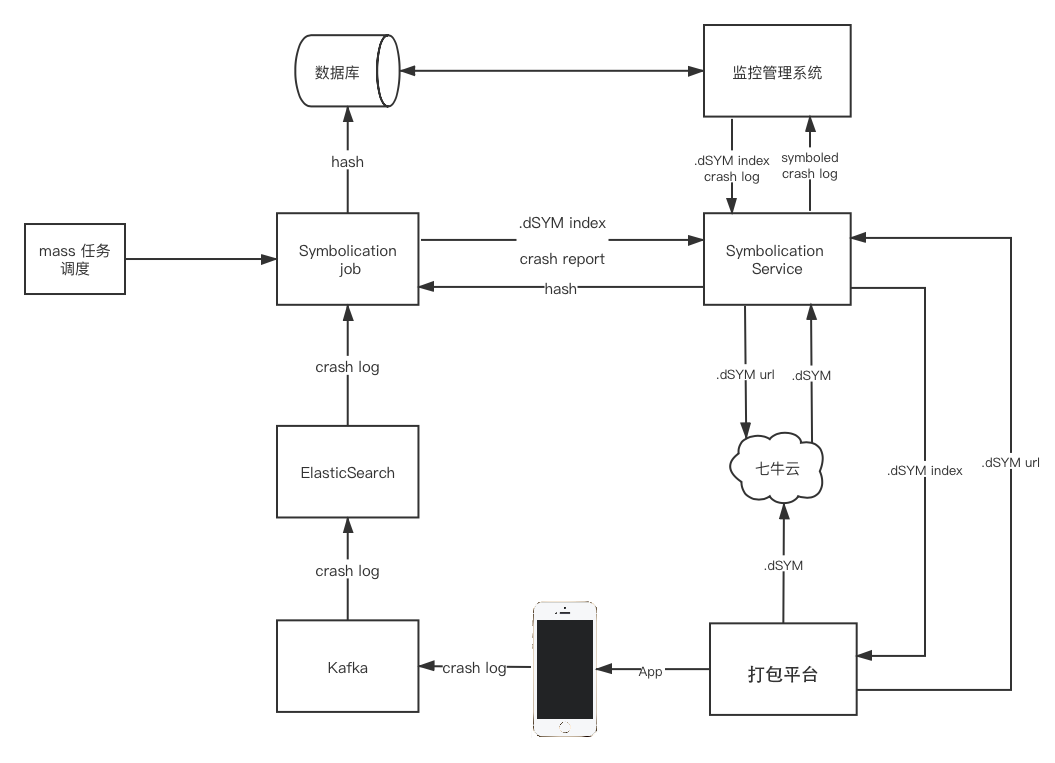 数据库
监控管理系统
hash
.dSYM index
crash log
symboled
crash log
mass 任务
调度
Symbolication
job
.dSYM index
crash report
hash
Symbolication
Service
crash log
.dSYM url
.dSYM
ElasticSearch
七牛云
.dSYM index
.dSYM url
crash log
.dSYM
Kafka
crash log
App
打包平台